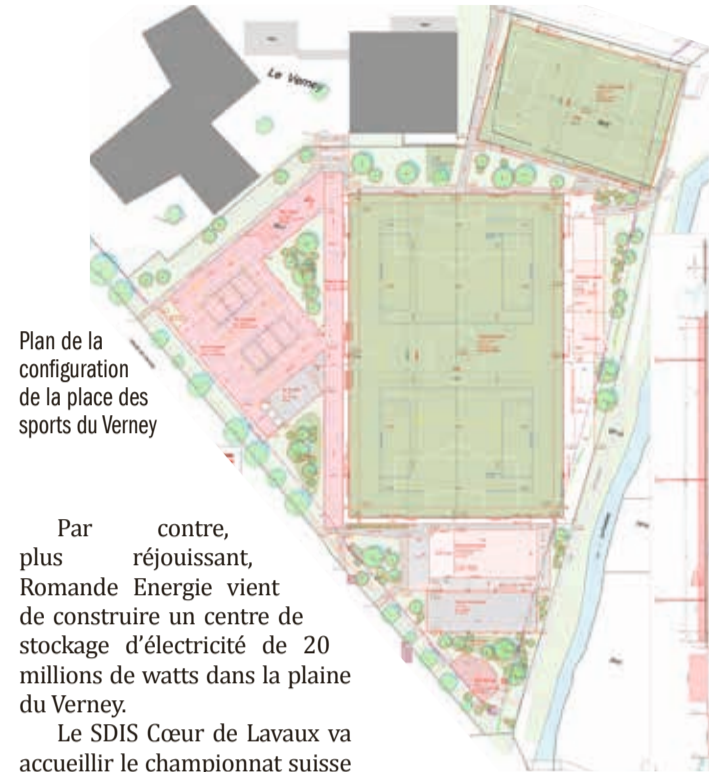 Le Verney
Plan de la
configuration
de la place des
sports du Verney
Par contre,
plus réjouissant,
Romande Energie vient
de construire un centre de
stockage d’électricité de 20
millions de watts dans la plaine
du Verney.
Le SDIS Cœur de Lavaux va
accueillir le championnat suisse